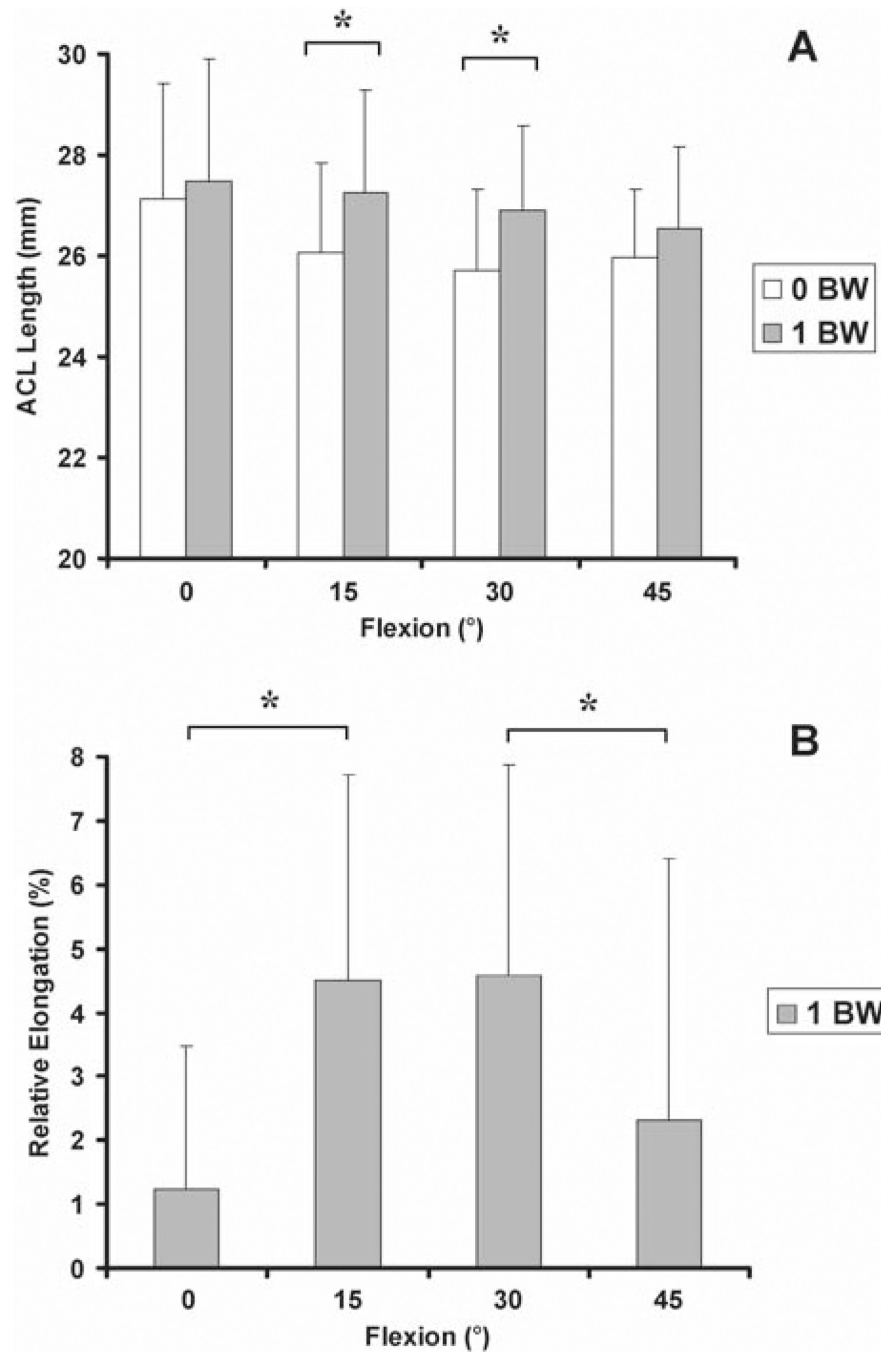 * *
A
30
28
26
24
22
20
ACL Length (mm)
0 15 30 45
Flexion (°)
0 BW
1 BW
* *
B
8
7
6
5
4
3
2
1
0
Relative Elongation (%)
0 15 30 45
Flexion (°)
1 BW